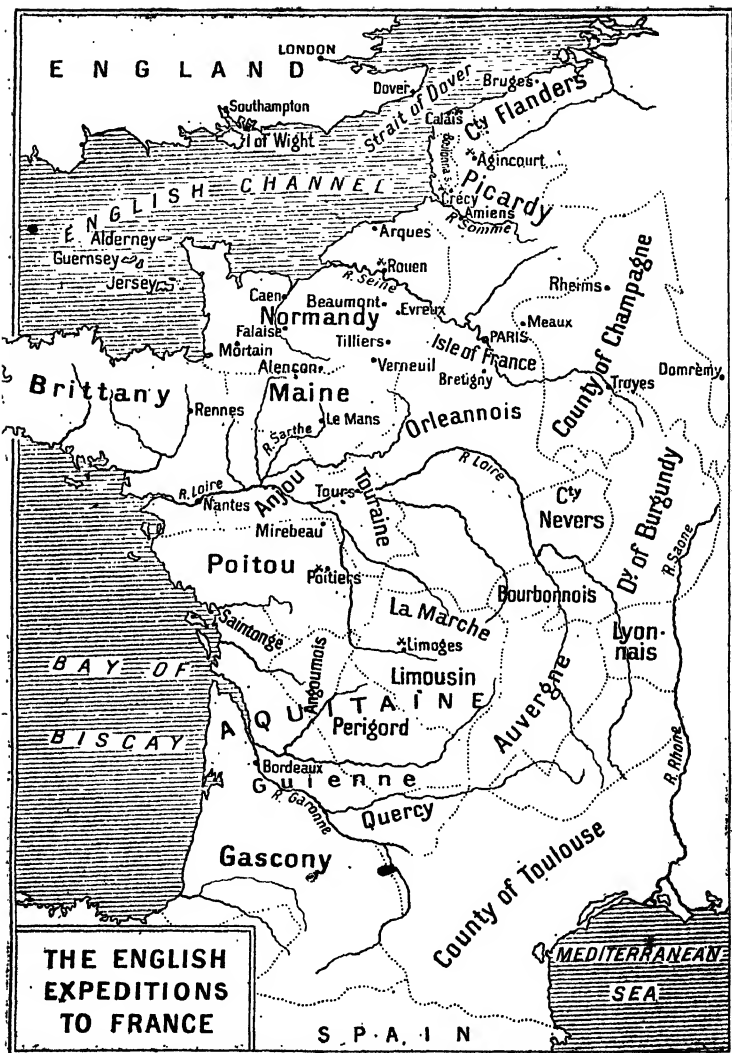 LONDON
ENGLAND
Dover
Bruges
Southampton
Strait of Dover
Calais
Cty Flanders
I of Wight
Agincourt
ENGLISH CHANNEL
Picardy
Crécy
Amiens
R. Somme
Alderney
Arques
Guernsey
Rouen
Jersey
R. Seine
Rheims
County of Champagne
Caen
Beaumont
Evreux
Normandy
Meaux
Falaise
Tilliers
PARIS
Isle of France
Mortain
Verneuil
Alençon
Bretigny
Domremy
Troyes
Brittany
Maine
Rennes
Le Mans
Orleannois
R. Sarthe
R. Loire
R. Loire
Anjou
Tours
Touraine
Nantes
Cty
Nevers
Dy. of Burgundy
Mirebeau
R. Saone
Poitou
Poitiers
Bourbonnois
La Marche
Saintonge
Limoges
Lyon-
nais
BAY OF
BISCAY
Angoumois
Limousin
Auvergne
AQUITAINE
Perigord
Bordeaux
Guienne
R. Rhone
R. Garonne
Quercy
Gascony
County of Toulouse
THE ENGLISH
EXPEDITIONS
TO FRANCE
MEDITERRANEAN
SEA
SPAIN